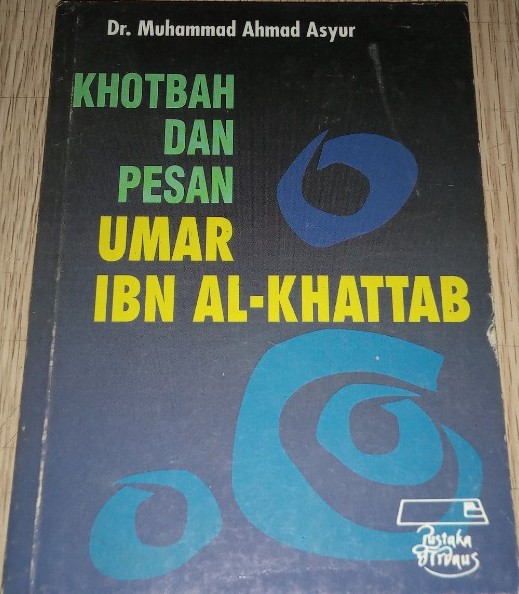 Dr. Muhammad Ahmad Asyur
KHOTBAH
DAN
PESAN
UMAR
IBN AL-KHATTAB
Pustaka
Firdaus